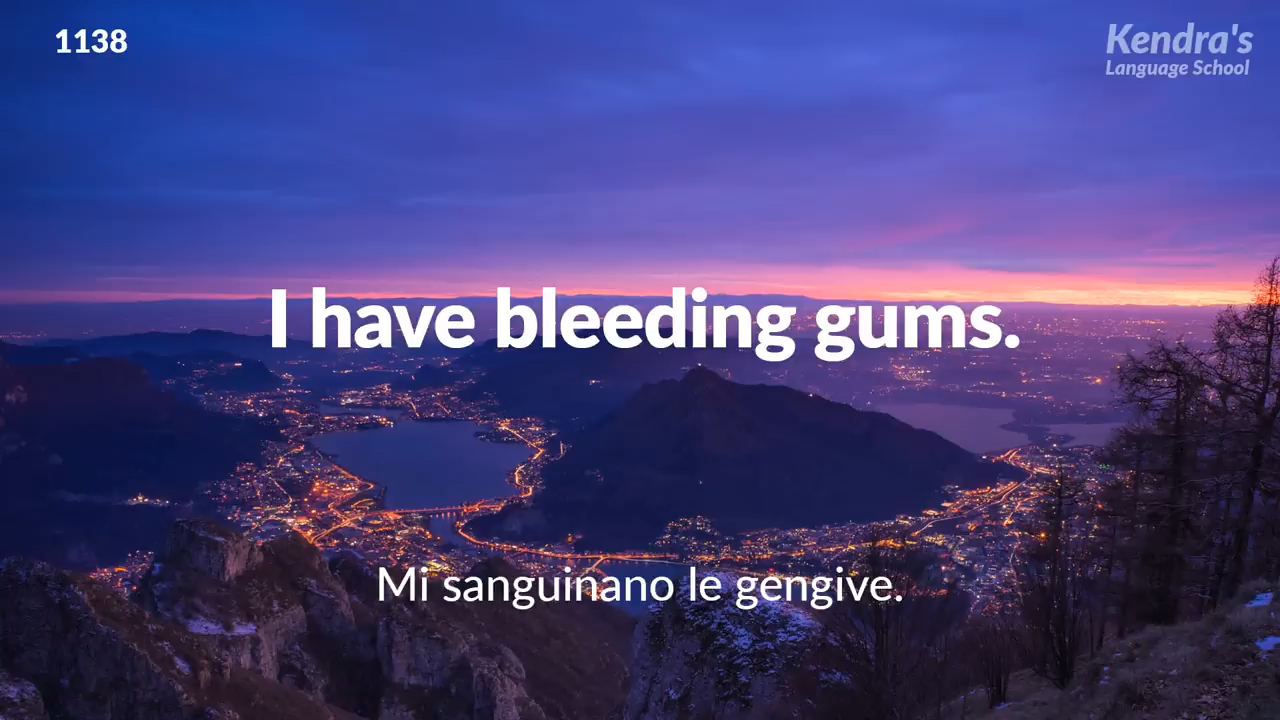 1138
Kendra's
Language School
I have bleeding gums.
Mi sanguinano le gengive.